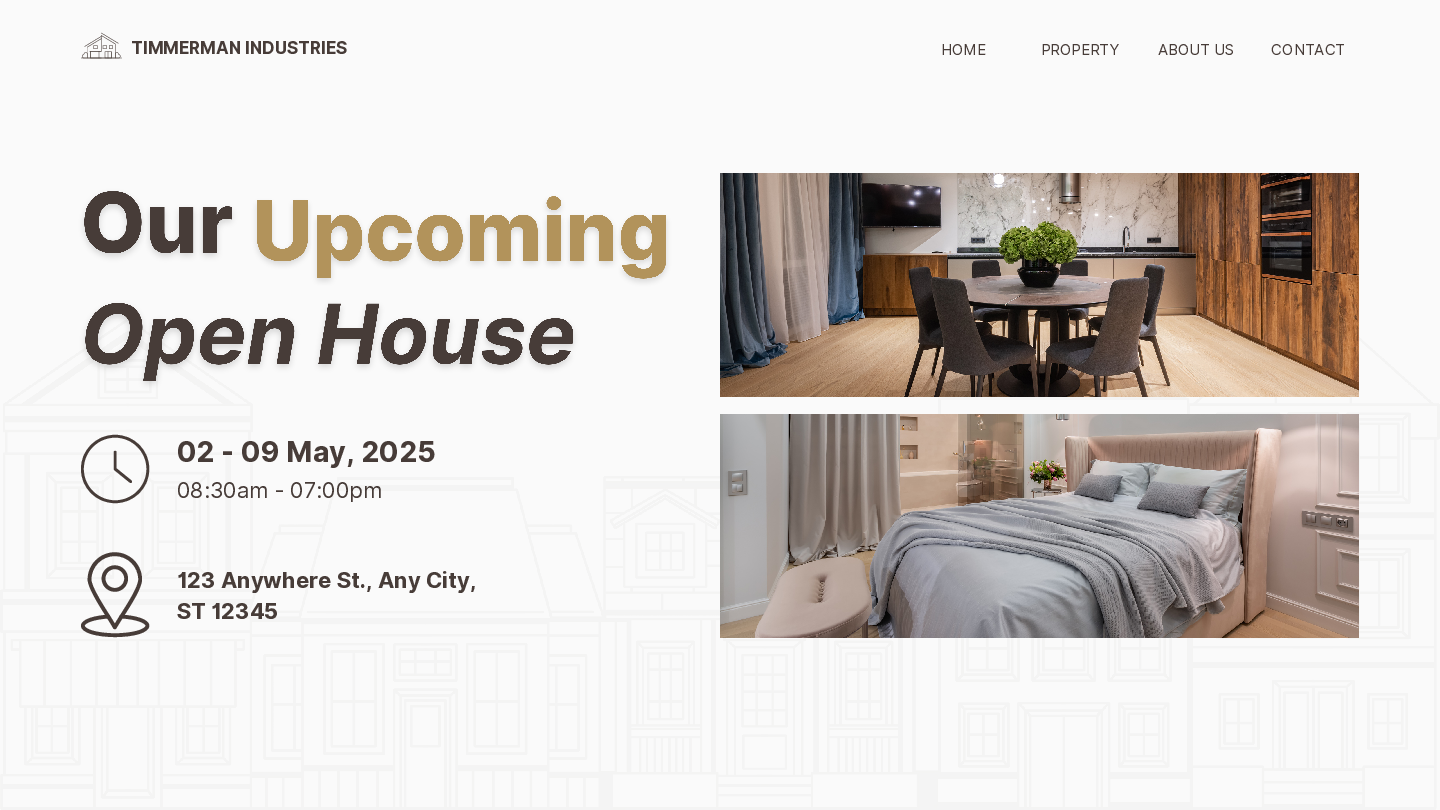 TIMMERMAN INDUSTRIES
HOME PROPERTY ABOUT US CONTACT
Our Upcoming
Open House
02 - 09 May, 2025
08:30am - 07:00pm
123 Anywhere St., Any City,
ST 12345